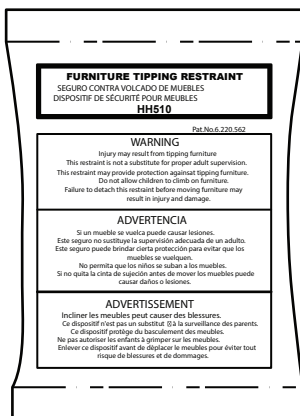 FURNITURE TIPPING RESTRAINT
SEGURO CONTRA VOLCADO DE MUEBLES
DISPOSITIF DE SÉCURITÉ POUR MEUBLES
HH510
Pat.No.6.220.562
WARNING
Injury may result from tipping furniture
This restraint is not a substitute for proper adult supervision.
This restraint may provide protection againsat tipping furniture.
Do not allow children to climb on furniture.
Failure to detach this restraint before moving furniture may
result in injury and damage.
ADVERTENCIA
Si un mueble se vuelca puede causar lesiones.
Este seguro no sustituye la supervisión adecuada de un adulto.
Este seguro puede brindar cierta protección para evitar que los
muebles se vuelquen.
No permita que los niños se suban a los muebles.
Si no quita la cinta de sujeción antes de mover los muebles puede
causar daños o lesiones.
ADVERTISSEMENT
Incliner les meubles peut causer des blessures.
Ce dispositif n'est pas un substitut à la surveillance des parents.
Ce dispositif protège du basculement des meubles.
Ne pas autoriser les enfants à grimper sur les meubles.
Enlever ce dispositif avant de déplacer le meubles pour éviter tout
risque de blessures et de dommages.